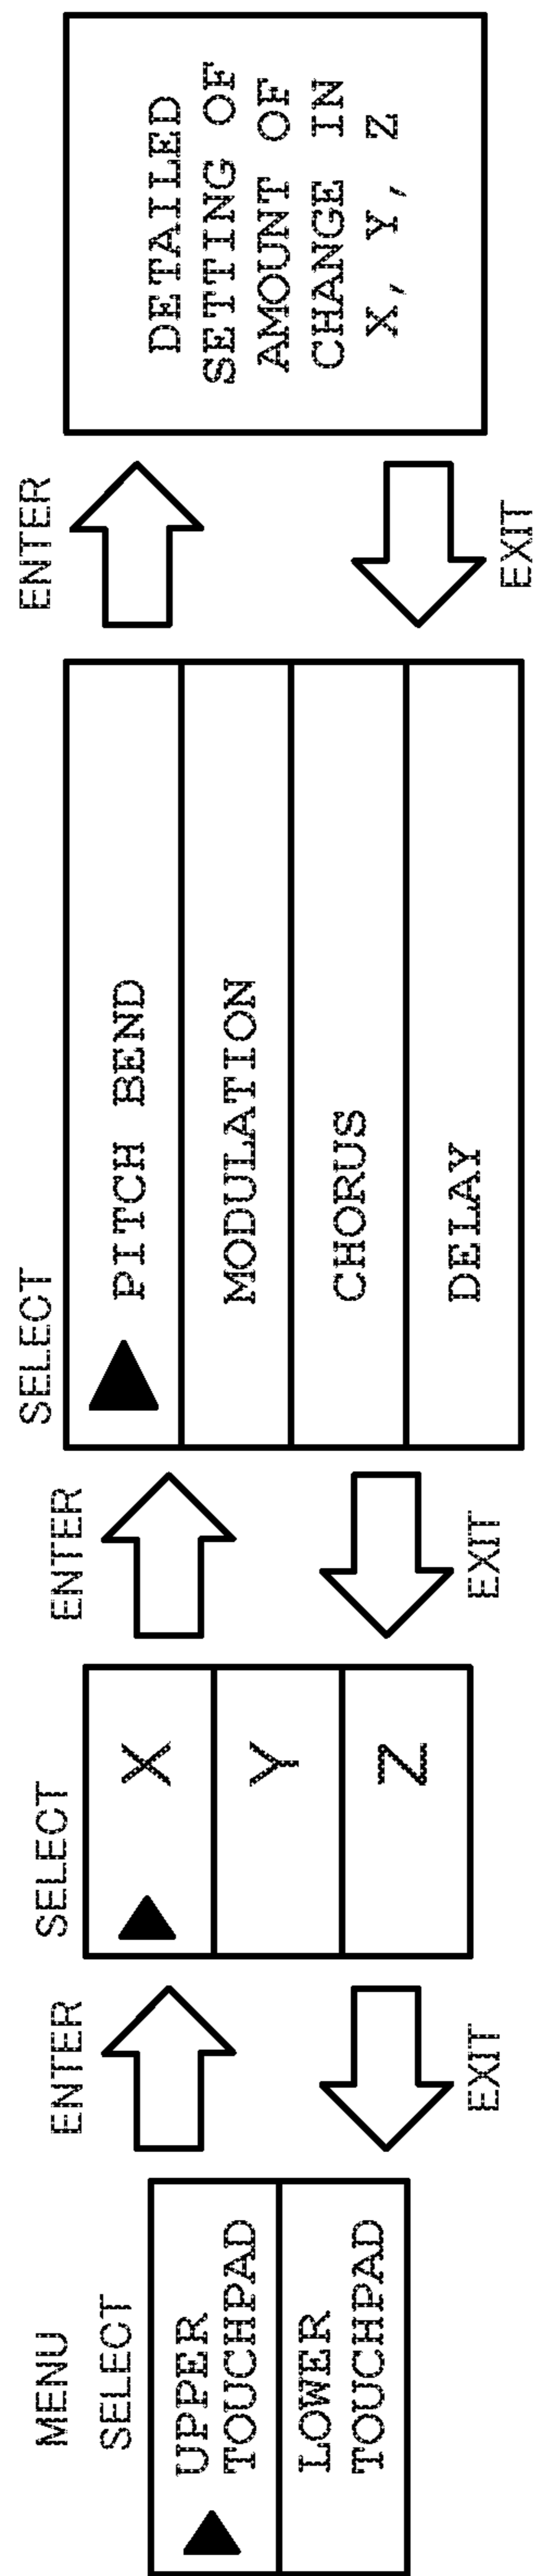 MENU
SELECT
UPPER
TOUCHPAD
LOWER
TOUCHPAD
ENTER
EXIT
SELECT
X
Y
Z
ENTER
EXIT
SELECT
PITCH BEND
MODULATION
CHORUS
DELAY
ENTER
EXIT
DETAILED
SETTING OF
AMOUNT OF
CHANGE IN
X, Y, Z